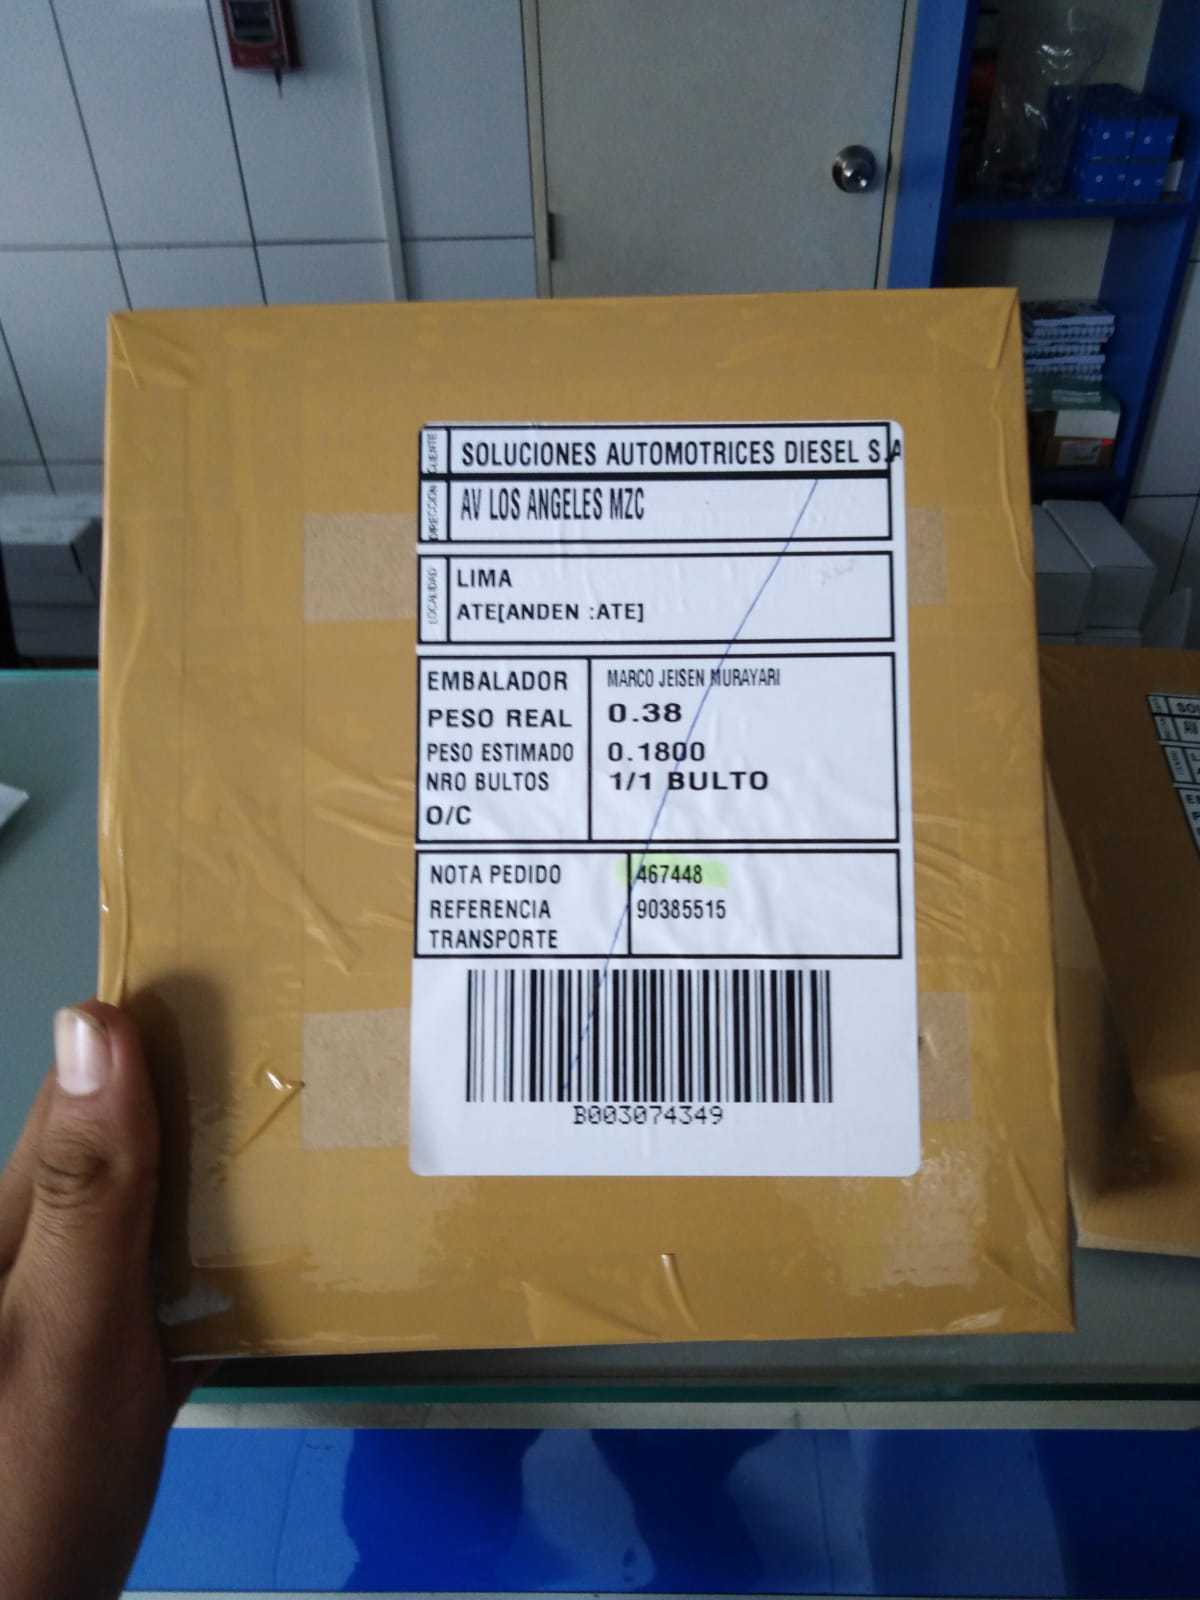 CLIENTE
SOLUCIONES AUTOMOTRICES DIESEL S.A
DIRECCION
AV LOS ANGELES MZC
LOCALIDAD
LIMA
ATE[ANDEN :ATE]
EMBALADOR MARCO JEISEN MURAYARI
PESO REAL 0.38
PESO ESTIMADO 0.1800
NRO BULTOS 1/1 BULTO
O/C
NOTA PEDIDO 467448
REFERENCIA 90385515
TRANSPORTE
B003074349
SO
AV